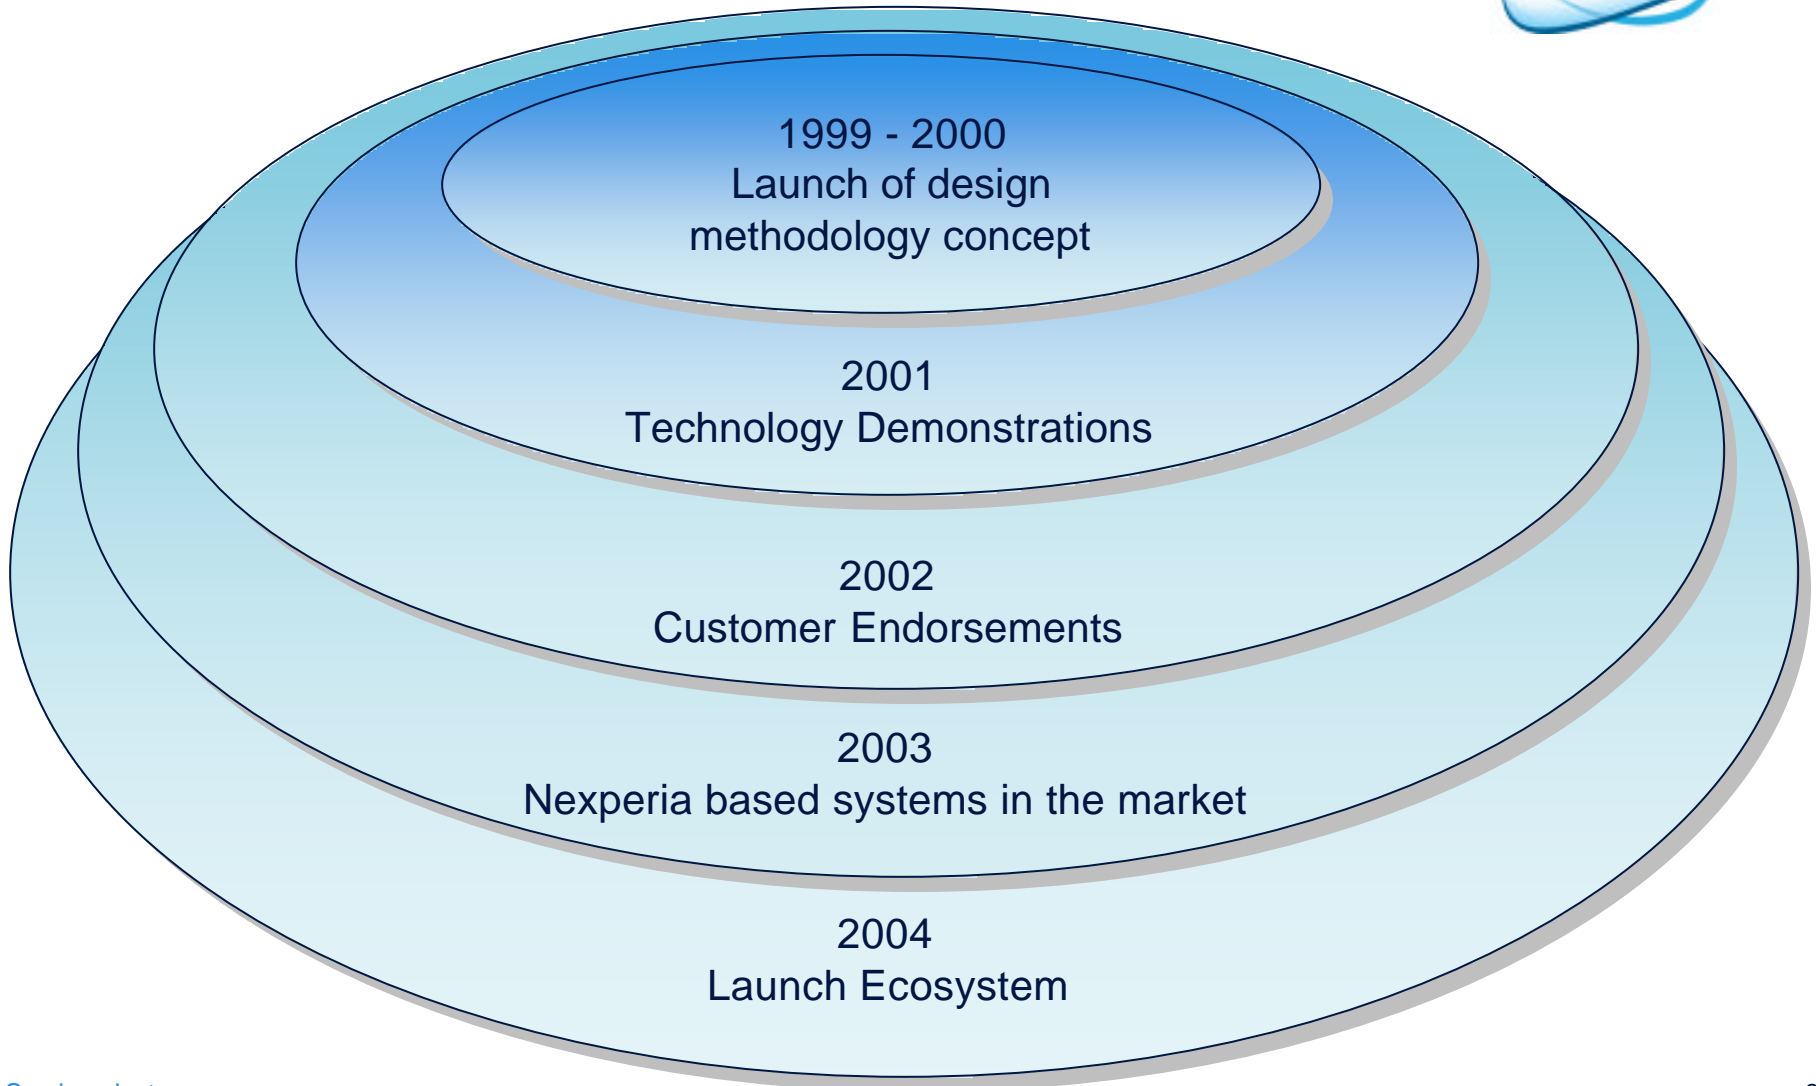 1999 - 2000
Launch of design
methodology concept
2001
Technology Demonstrations
2002
Customer Endorsements
2003
Nexperia based systems in the market
2004
Launch Ecosystem